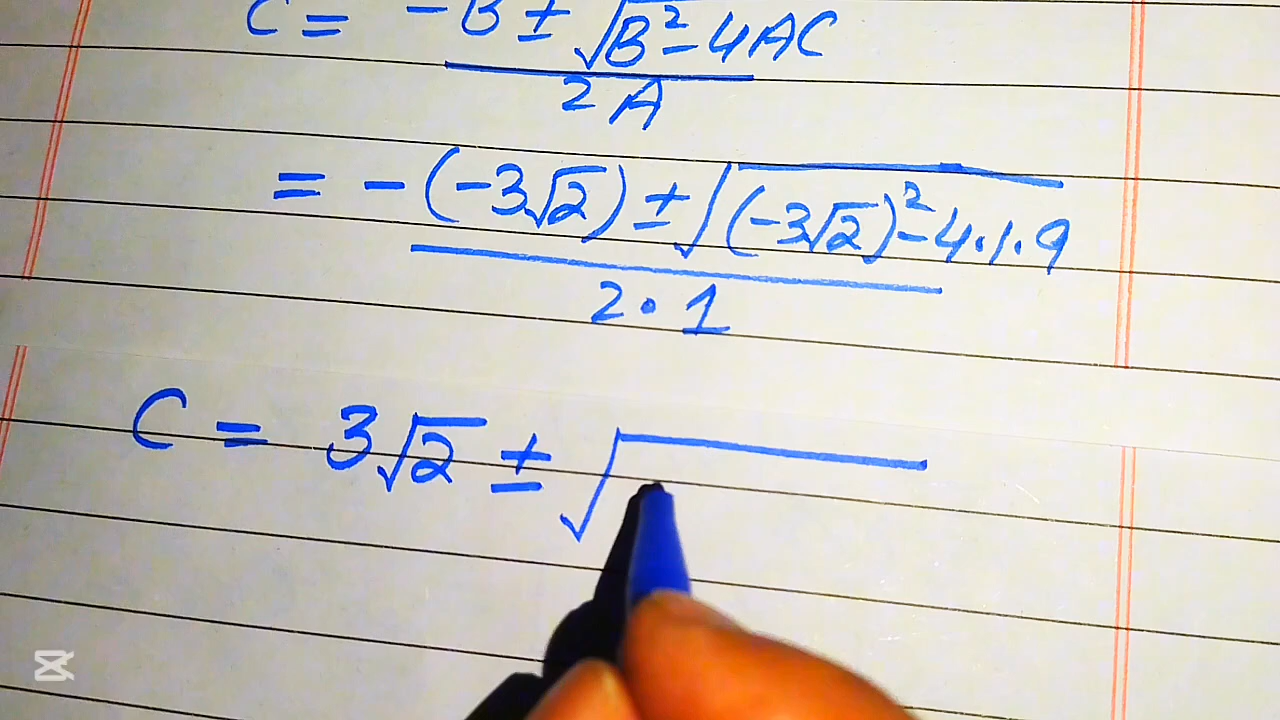 C = -B ± √B² - 4AC
2A
= -(-3√2) ± √(-3√2)² - 4.1.9
2 • 1
C = 3√2 ± √